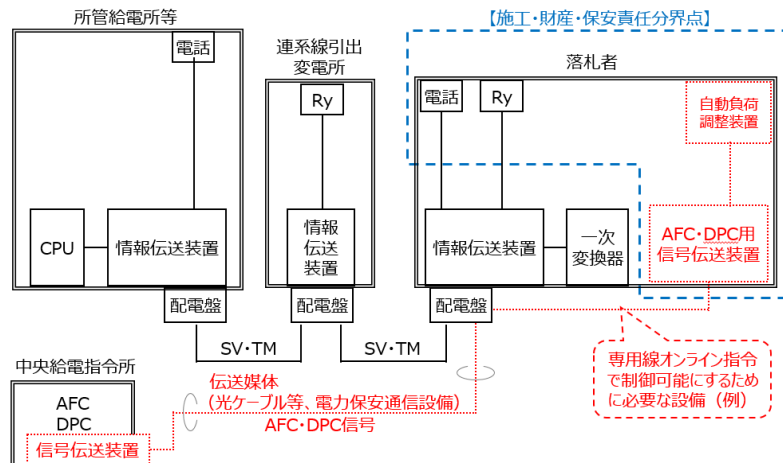 所管給電所等
電話
CPU
情報伝送装置
配電盤
連系線引出
変電所
Ry
情報
伝送
装置
配電盤
【施工・財産・保安責任分界点】
落札者
電話
Ry
自動負荷
調整装置
情報伝送装置
一次
変換器
AFC・DPC用
信号伝送装置
配電盤
SV・TM
SV・TM
専用線オンライン指令
で制御可能にするため
に必要な設備（例）
伝送媒体
（光ケーブル等、電力保安通信設備）
AFC・DPC信号
中央給電指令所
AFC
DPC
信号伝送装置